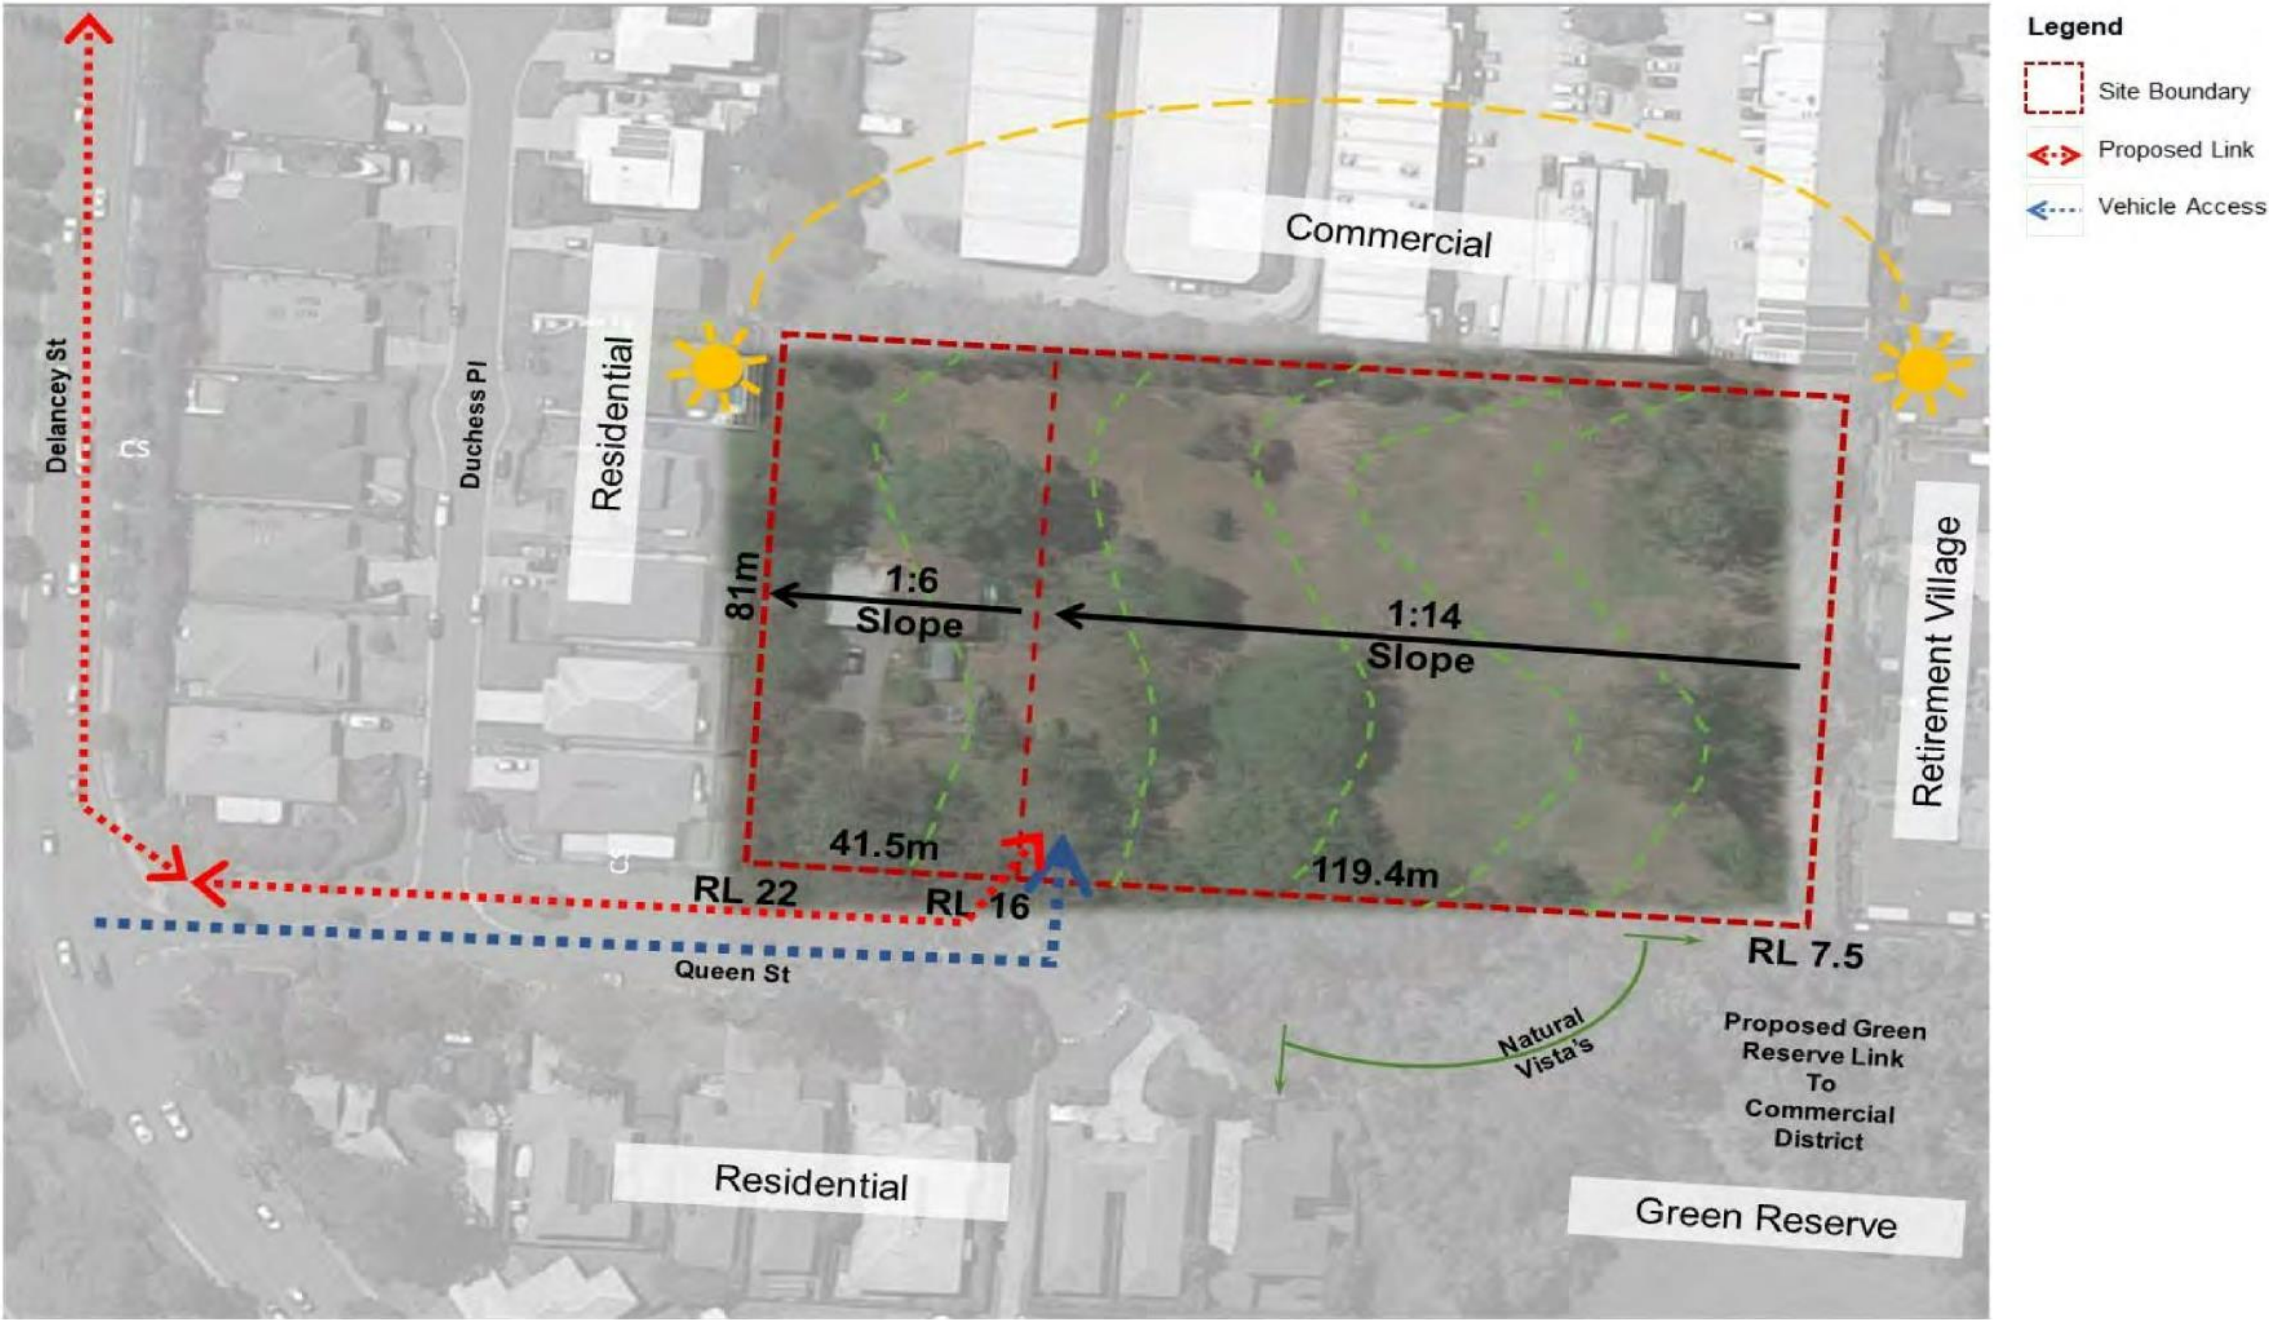 Legend
Site Boundary
Proposed Link
Vehicle Access
Commercial
Delancey St
Duchess Pl
Residential
CS
81m
1:6
Slope
1:14
Slope
Retirement Village
41.5m
119.4m
RL 22
RL 16
RL 7.5
Queen St
Natural
Vista's
Proposed Green
Reserve Link
To
Commercial
District
Residential
Green Reserve